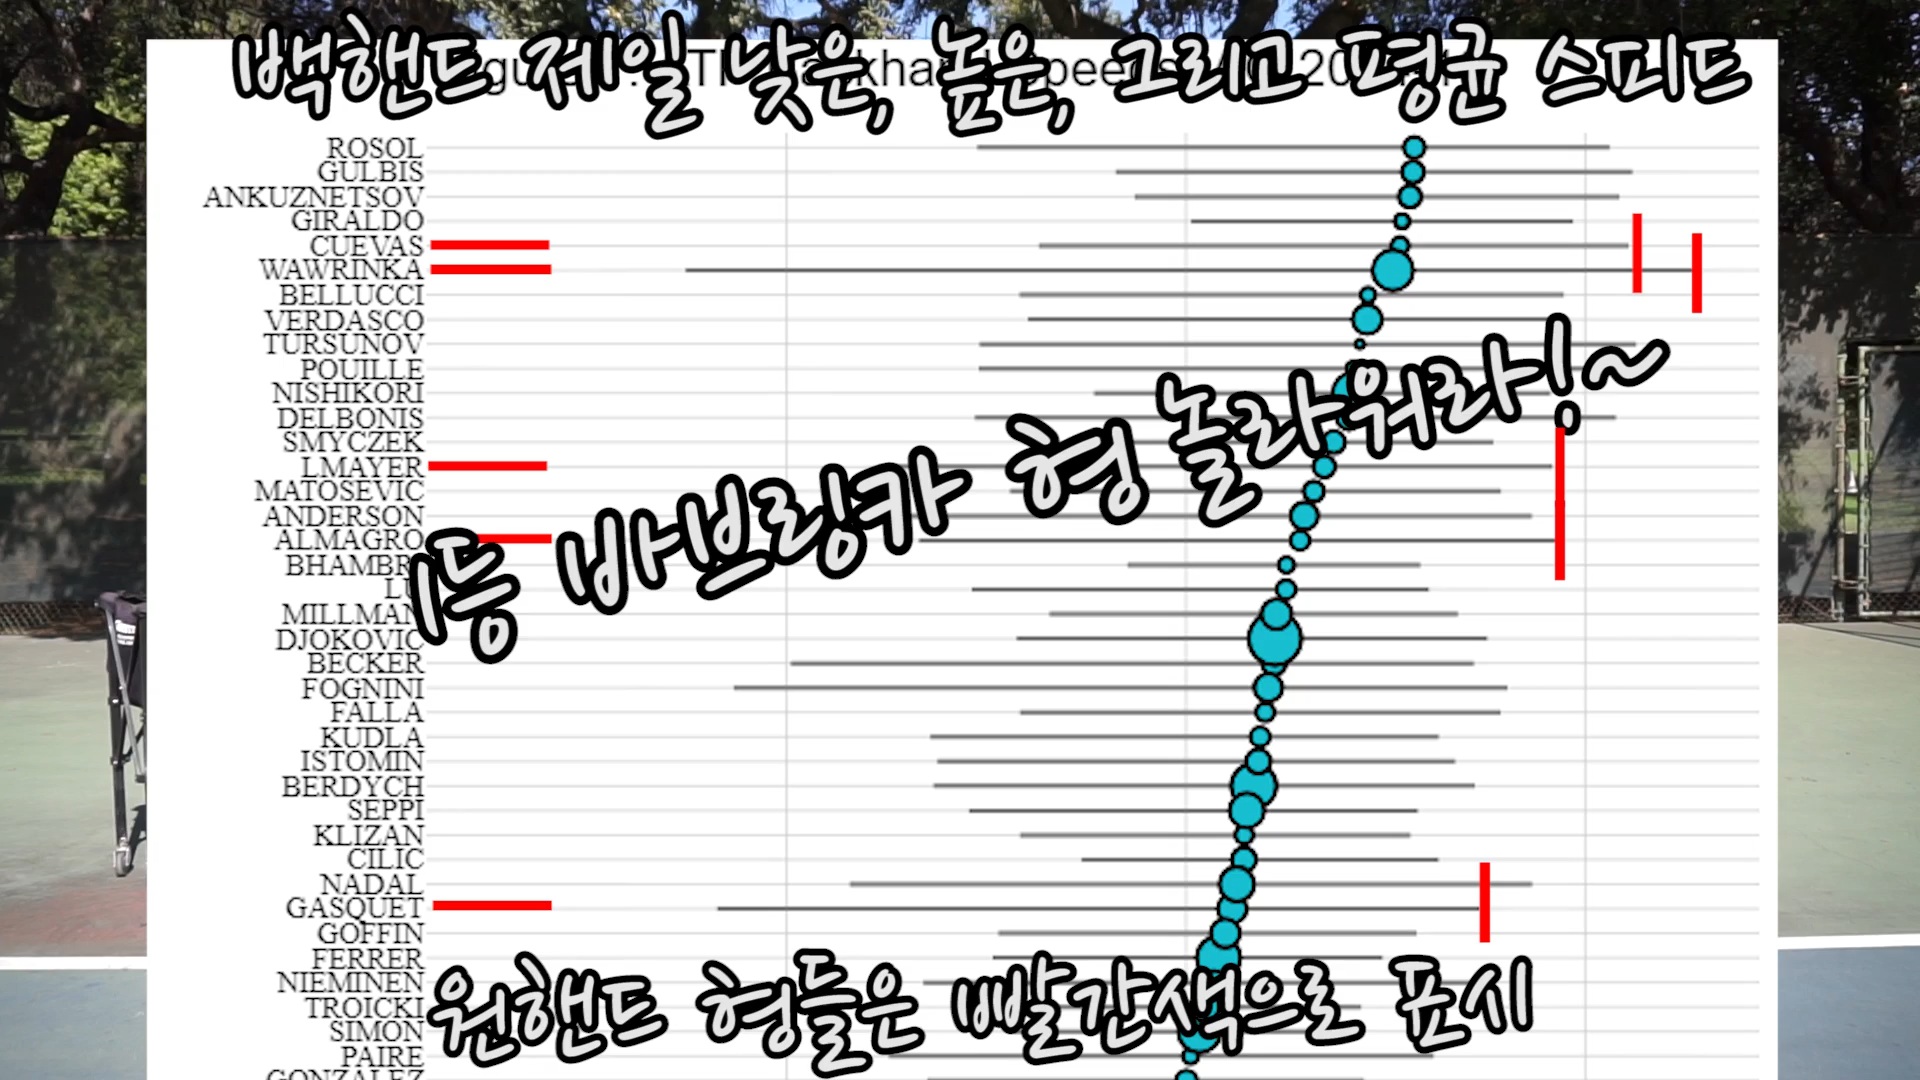 백핸드 제일 낮은, 높은, 그리고 평균 스피드
ROSOL
GULBIS
ANKUZNETSOV
GIRALDO
CUEVAS
WAWRINKA
BELLUCCI
VERDASCO
TURSUNOV
POUILLE
NISHIKORI
DELBONIS
SMYCZEK
LMAYER
MATOSEVIC
ANDERSON
ALMAGRO
1등 바브링카 형 놀라워라!~
BHAMBRI
LU
MILLMAN
DJOKOVIC
BECKER
FOGNINI
FALLA
KUDLA
ISTOMIN
BERDYCH
SEPPI
KLIZAN
CILIC
NADAL
GASQUET
GOFFIN
FERRER
NIEMINEN
TROICKI
원핸드 형들은 빨간색으로 표시
SIMON
PAIRE
GONZALEZ